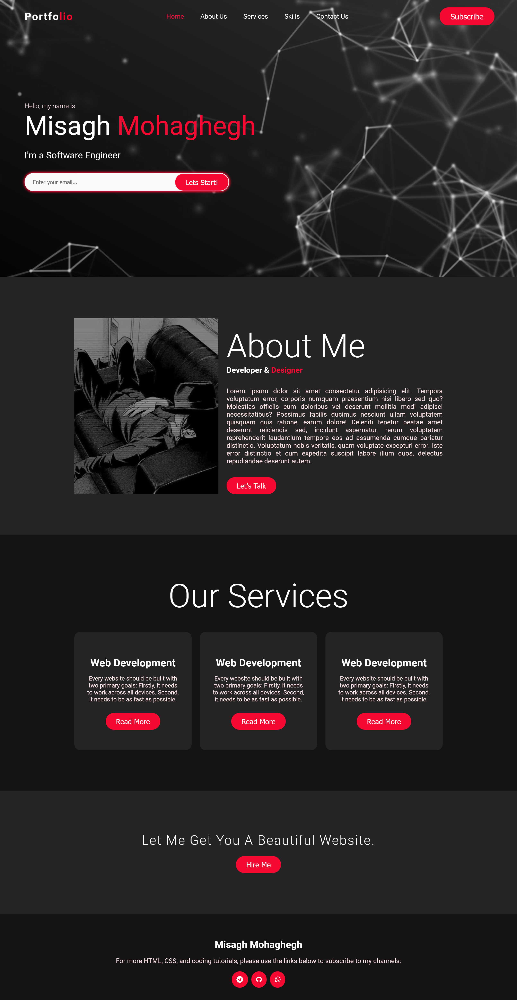 Portfolio
Home About Us Services Skills Contact Us
Subscribe
Hello, my name is
Misagh Mohaghegh
I'm a Software Engineer
Enter your email...
Lets Start!
About Me
Developer & Designer
Lorem ipsum dolor sit amet consectetur adipisicing elit. Tempora
voluptatum error, corporis numquam praesentium nisi libero sed quo?
Molestias officiis eum doloribus vel deserunt mollitia modi adipisci
necessitatibus? Possimus facilis ducimus nesciunt ullam voluptatem
quisquam quis ratione, earum dolore! Deleniti tenetur beatae amet
deserunt reiciendis sed, incidunt aspernatur, rerum voluptatem
reprehenderit laudantium tempore eos ad assumenda cumque pariatur
distinctio. Voluptatum nobis veritatis, quam voluptate excepturi error. Iste
error distinctio et cum expedita suscipit labore illum quos, delectus
repudiandae deserunt autem.
Let's Talk
Our Services
Web Development
Every website should be built with
two primary goals: Firstly, it needs
to work across all devices. Second,
it needs to be as fast as possible.
Read More
Web Development
Every website should be built with
two primary goals: Firstly, it needs
to work across all devices. Second,
it needs to be as fast as possible.
Read More
Web Development
Every website should be built with
two primary goals: Firstly, it needs
to work across all devices. Second,
it needs to be as fast as possible.
Read More
Let Me Get You A Beautiful Website.
Hire Me
Misagh Mohaghegh
For more HTML, CSS, and coding tutorials, please use the links below to subscribe to my channels: